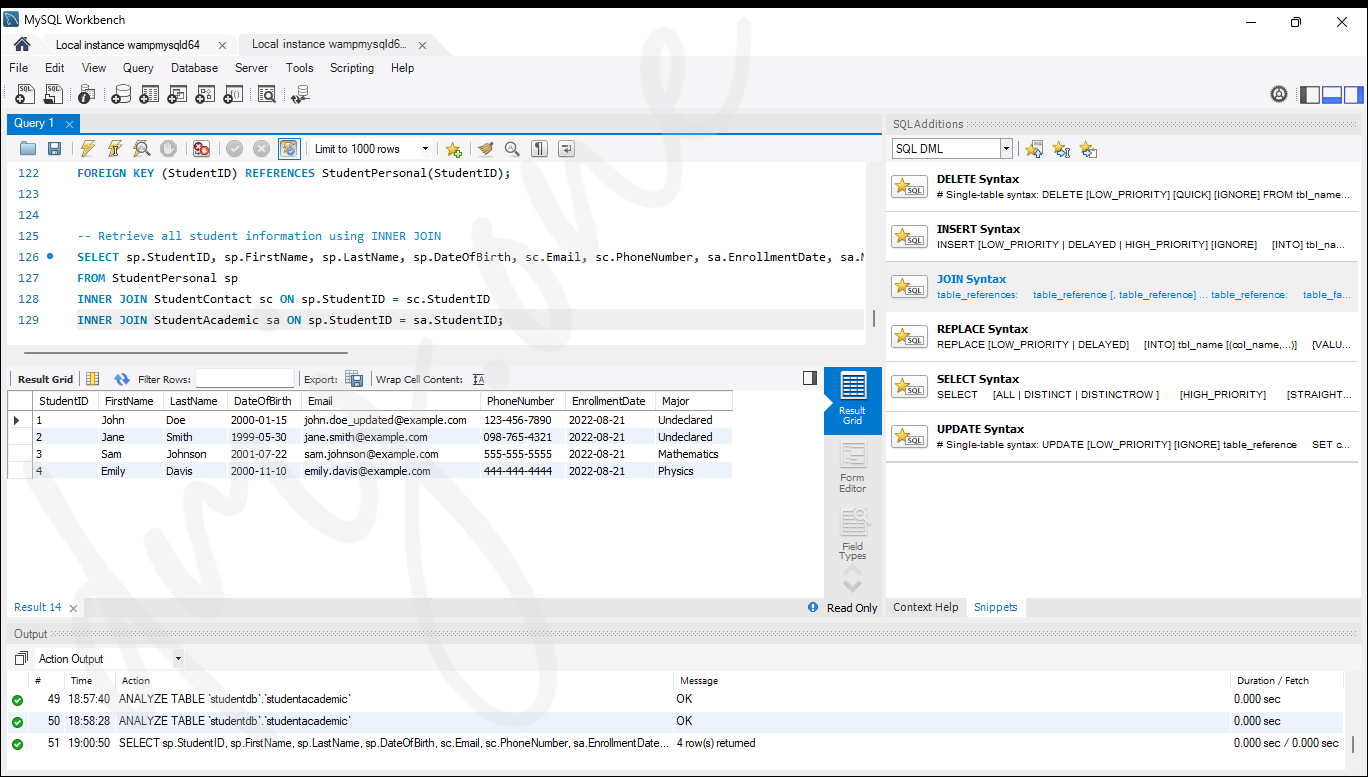 MySQL Workbench
Local instance wampmysqld64
Local instance wampmysqld6...
File Edit View Query Database Server Tools Scripting Help
Query 1
Limit to 1000 rows
122 FOREIGN KEY (StudentID) REFERENCES StudentPersonal(StudentID);
123
124
125 -- Retrieve all student information using INNER JOIN
126 SELECT sp.StudentID, sp.FirstName, sp.LastName, sp.DateOfBirth, sc.Email, sc.PhoneNumber, sa.EnrollmentDate, sa.M
127 FROM StudentPersonal sp
128 INNER JOIN StudentContact sc ON sp.StudentID = sc.StudentID
129 INNER JOIN StudentAcademic sa ON sp.StudentID = sa.StudentID;
Result Grid Filter Rows: Export: Wrap Cell Content:
StudentID FirstName LastName DateOfBirth Email PhoneNumber EnrollmentDate Major
1 John Doe 2000-01-15 john.doe_updated@example.com 123-456-7890 2022-08-21 Undeclared
2 Jane Smith 1999-05-30 jane.smith@example.com 098-765-4321 2022-08-21 Undeclared
3 Sam Johnson 2001-07-22 sam.johnson@example.com 555-555-5555 2022-08-21 Mathematics
4 Emily Davis 2000-11-10 emily.davis@example.com 444-444-4444 2022-08-21 Physics
Result
Grid
Form
Editor
Field
Types
Result 14
Read Only
SQLAdditions
SQL DML
DELETE Syntax
# Single-table syntax: DELETE [LOW_PRIORITY] [QUICK] [IGNORE] FROM tbl_name...
INSERT Syntax
INSERT [LOW_PRIORITY | DELAYED | HIGH_PRIORITY] [IGNORE] [INTO] tbl_na...
JOIN Syntax
table_references: table_reference [, table_reference] ... table_reference: table_fa...
REPLACE Syntax
REPLACE [LOW_PRIORITY | DELAYED] [INTO] tbl_name [(col_name,...)] {VALU...
SELECT Syntax
SELECT [ALL | DISTINCT | DISTINCTROW ] [HIGH_PRIORITY] [STRAIGHT...
UPDATE Syntax
# Single-table syntax: UPDATE [LOW_PRIORITY] [IGNORE] table_reference SET c...
Context Help Snippets
Output
Action Output
# Time Action Message Duration / Fetch
49 18:57:40 ANALYZE TABLE `studentdb`.`studentacademic` OK 0.000 sec
50 18:58:28 ANALYZE TABLE `studentdb`.`studentacademic` OK 0.000 sec
51 19:00:50 SELECT sp.StudentID, sp.FirstName, sp.LastName, sp.DateOfBirth, sc.Email, sc.PhoneNumber, sa.EnrollmentDate... 4 row(s) returned 0.000 sec / 0.000 sec